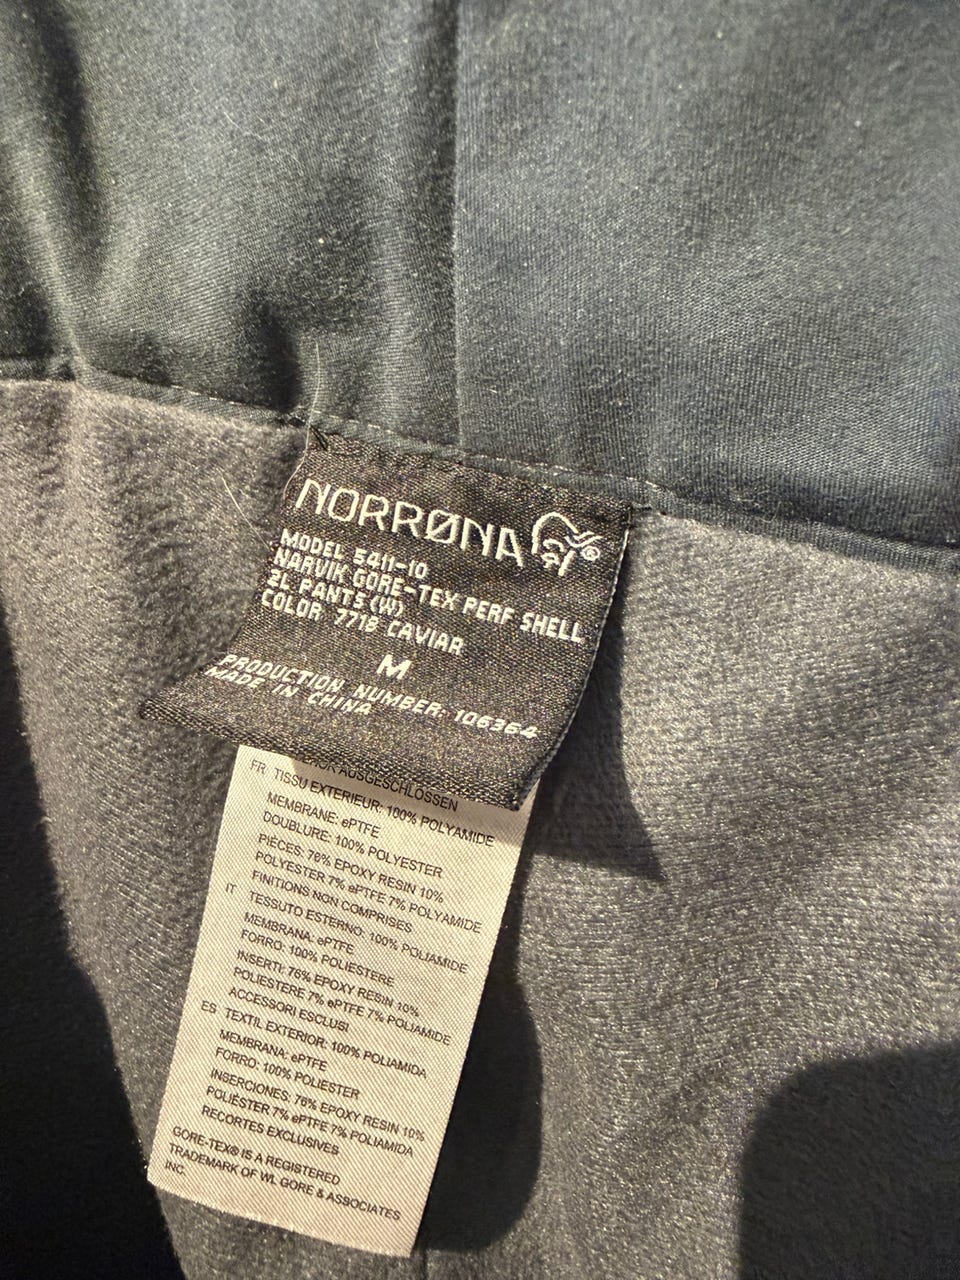 NORRØNA ®
MODEL 5411-10
NARVIK GORE-TEX PERF SHELL
2L PANTS (W)
COLOR 7718 CAVIAR
M
PRODUCTION NUMBER: 106364
MADE IN CHINA
AUSGESCHLOSSEN
FR TISSU EXTERIEUR: 100% POLYAMIDE
MEMBRANE: ePTFE
DOUBLURE: 100% POLYESTER
PIÈCES: 76% EPOXY RESIN 10%
POLYESTER 7% ePTFE 7% POLYAMIDE
FINITIONS NON COMPRISES
IT TESSUTO ESTERNO: 100% POLIAMIDE
MEMBRANA: ePTFE
FORRO: 100% POLIESTERE
INSERTI: 76% EPOXY RESIN 10%
POLIESTERE 7% ePTFE 7% POLIAMIDE
ACCESSORI ESCLUSI
ES TEXTIL EXTERIOR: 100% POLIAMIDA
MEMBRANA: ePTFE
FORRO: 100% POLIESTER
INSERCIONES: 76% EPOXY RESIN 10%
POLIÉSTER 7% ePTFE 7% POLIAMIDA
RECORTES EXCLUSIVES
GORE-TEX® IS A REGISTERED
TRADEMARK OF WL GORE & ASSOCIATES
INC